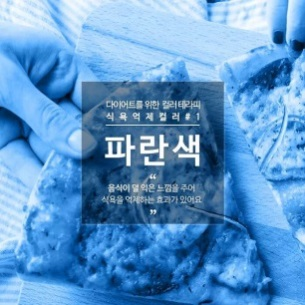 다이어트를 위한 컬러 테라피
식욕억제컬러#1
파란색
“
음식이 덜 익은 느낌을 주어
식욕을 억제하는 효과가 있어요
”